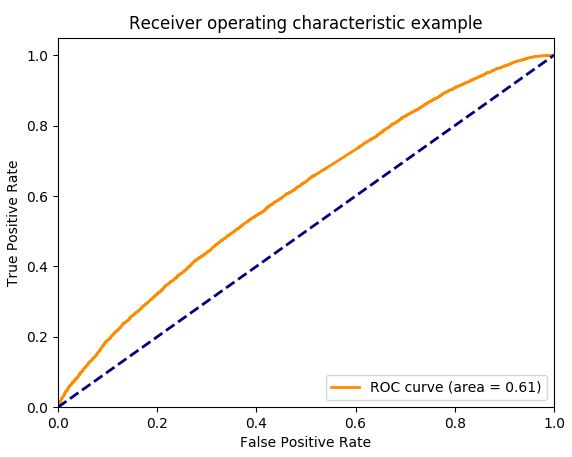 Receiver operating characteristic example
True Positive Rate
1.0
0.8
0.6
0.4
0.2
0.0
ROC curve (area = 0.61)
0.0 0.2 0.4 0.6 0.8 1.0
False Positive Rate